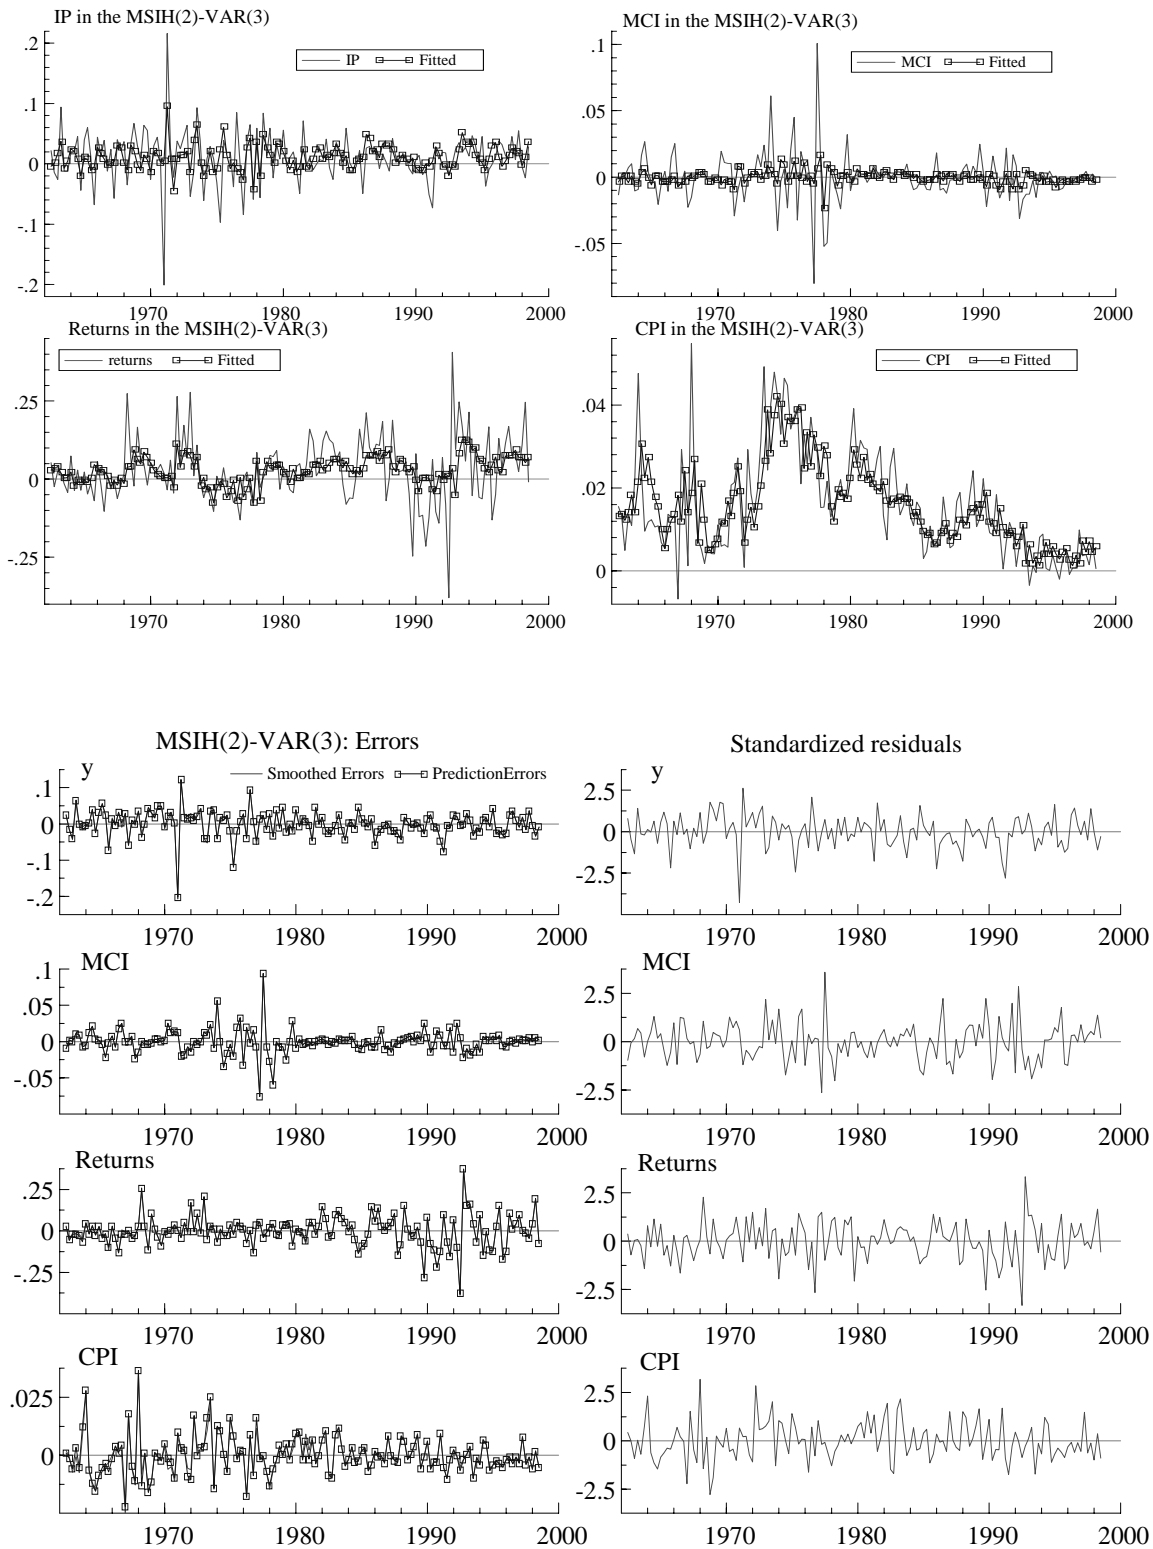 IP in the MSIH(2)-VAR(3)
IP Fitted
.2
.1
0
-.1
-.2
1970 1980 1990 2000
MCI in the MSIH(2)-VAR(3)
MCI Fitted
.1
.05
0
-.05
1970 1980 1990 2000
Returns in the MSIH(2)-VAR(3)
returns Fitted
.25
0
-.25
1970 1980 1990 2000
CPI in the MSIH(2)-VAR(3)
CPI Fitted
.04
.02
0
1970 1980 1990 2000
MSIH(2)-VAR(3): Errors
y
Smoothed Errors PredictionErrors
.1
0
-.1
-.2
1970 1980 1990 2000
Standardized residuals
y
2.5
0
-2.5
1970 1980 1990 2000
MCI
.1
.05
0
-.05
1970 1980 1990 2000
MCI
2.5
0
-2.5
1970 1980 1990 2000
Returns
.25
0
-.25
1970 1980 1990 2000
Returns
2.5
0
-2.5
1970 1980 1990 2000
CPI
.025
0
1970 1980 1990 2000
CPI
2.5
0
-2.5
1970 1980 1990 2000